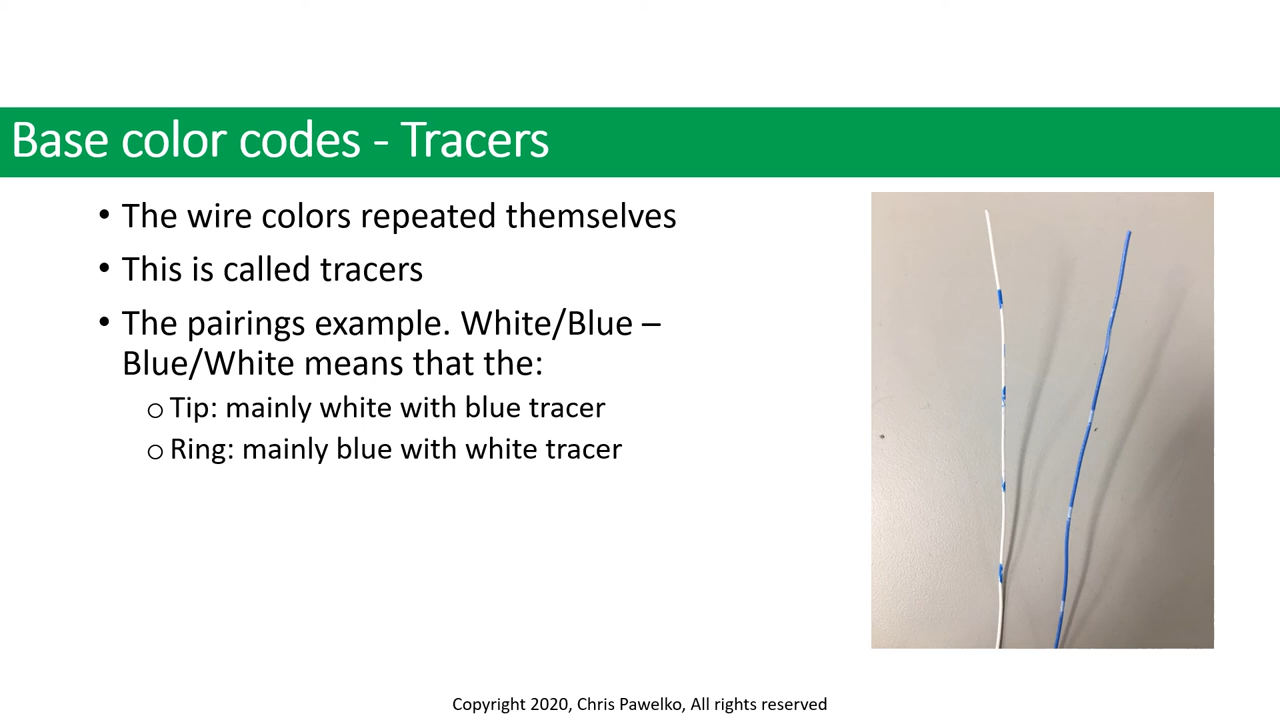 Base color codes - Tracers
• The wire colors repeated themselves
• This is called tracers
• The pairings example. White/Blue –
Blue/White means that the:
o Tip: mainly white with blue tracer
o Ring: mainly blue with white tracer
Copyright 2020, Chris Pawelko, All rights reserved